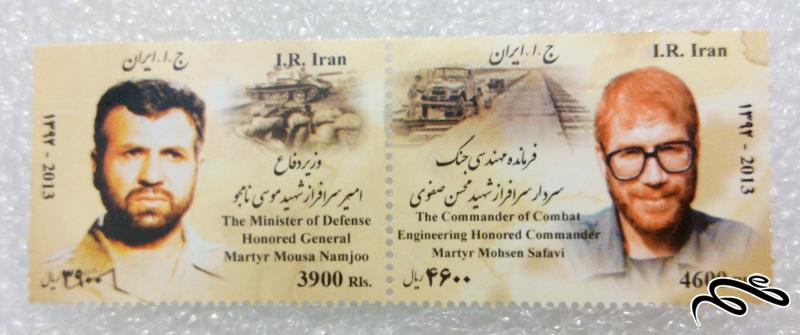 ج.ا.ایران
I.R. Iran
۱۳۹۲ - 2013
وزیر دفاع
امیر سرافراز شهید موسی نامجو
The Minister of Defense
Honored General
Martyr Mousa Namjoo
۳۹۰۰ ریال
3900 Rls.
ج.ا.ایران
I.R. Iran
۱۳۹۲ - 2013
فرمانده مهندسی جنگ
سردار سرافراز شهید محسن صفوی
The Commander of Combat
Engineering Honored Commander
Martyr Mohsen Safavi
۴۶۰۰ ریال
4600